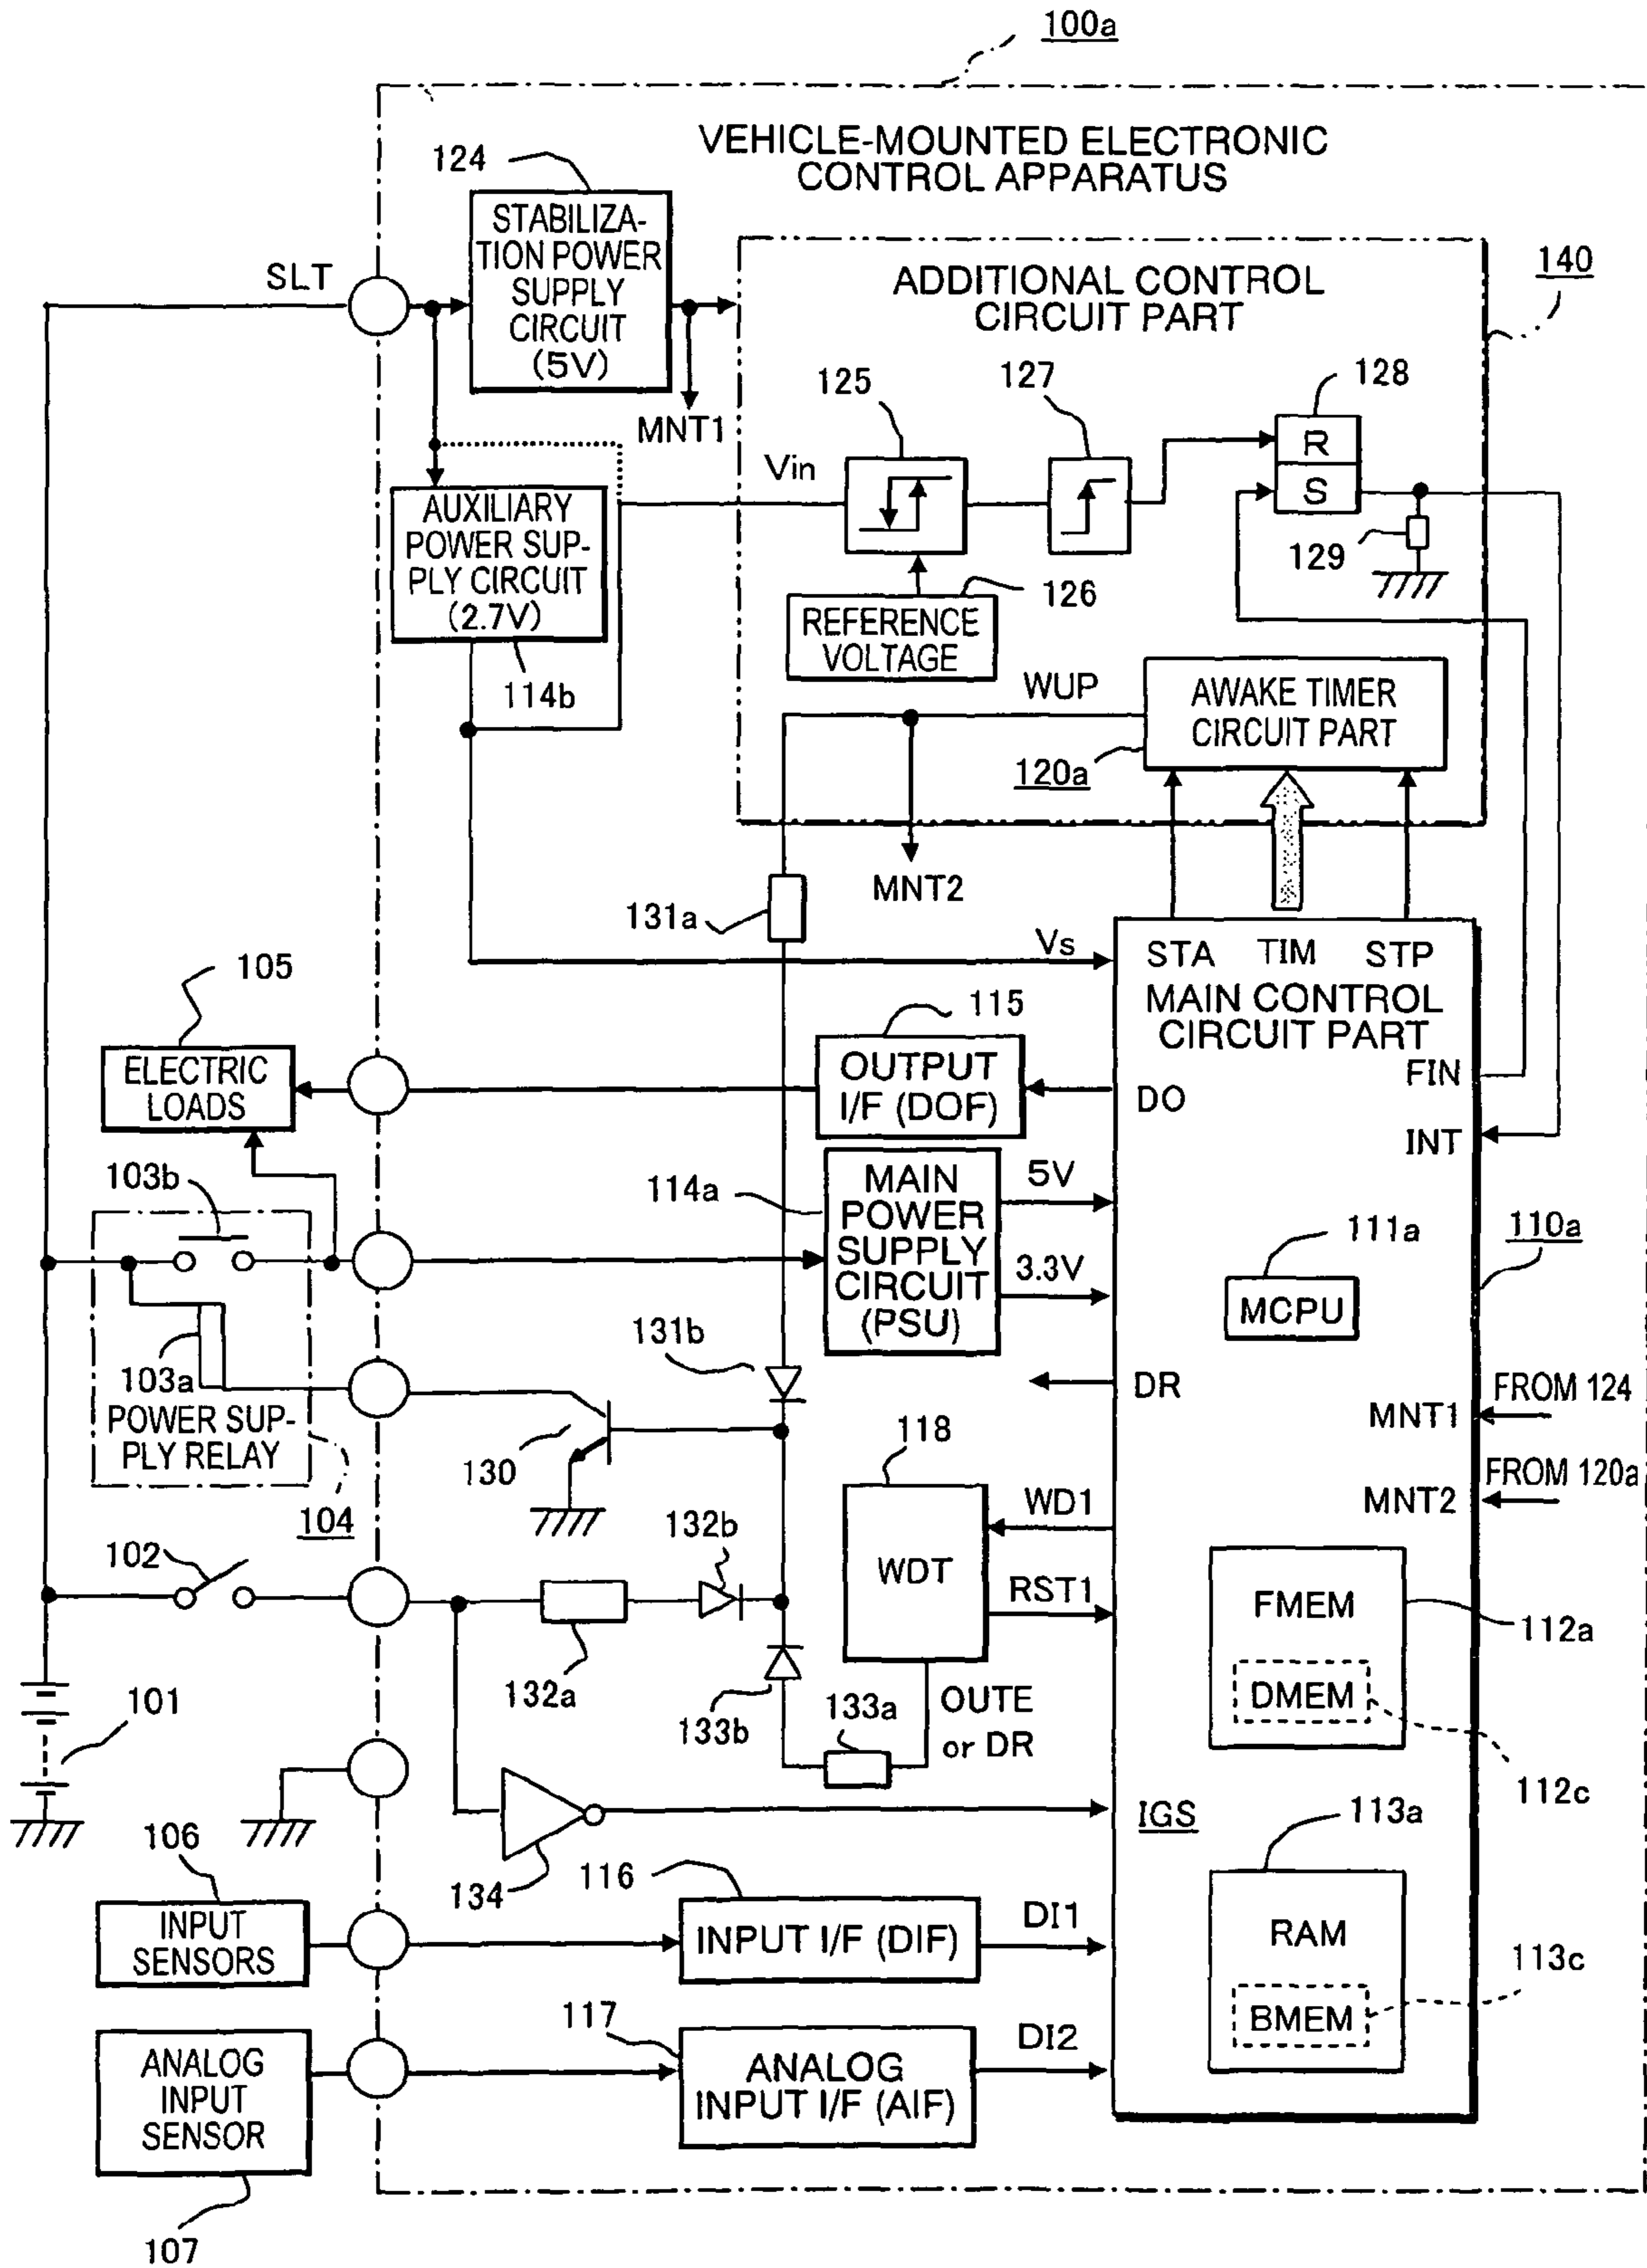 100a
VEHICLE-MOUNTED ELECTRONIC
CONTROL APPARATUS
124
STABILIZA-
TION POWER
SUPPLY
CIRCUIT
(5V)
SLT
MNT1
ADDITIONAL CONTROL
CIRCUIT PART
140
125
127
128
Vin
R
S
129
126
REFERENCE
VOLTAGE
AUXILIARY
POWER SUP-
PLY CIRCUIT
(2.7V)
114b
WUP
AWAKE TIMER
CIRCUIT PART
120a
MNT2
131a
Vs
STA
TIM
STP
MAIN CONTROL
CIRCUIT PART
105
ELECTRIC
LOADS
115
OUTPUT
I/F (DOF)
DO
FIN
INT
103b
114a
MAIN
POWER
SUPPLY
CIRCUIT
(PSU)
5V
3.3V
111a
MCPU
110a
103a
POWER SUP-
PLY RELAY
104
131b
130
DR
MNT1
FROM 124
MNT2
FROM 120a
118
WDT
WD1
RST1
102
132b
132a
FMEM
112a
DMEM
112c
101
133b
133a
OUTE
or DR
134
IGS
113a
RAM
BMEM
113c
106
INPUT
SENSORS
116
INPUT I/F (DIF)
DI1
117
ANALOG
INPUT I/F (AIF)
DI2
ANALOG
INPUT
SENSOR
107